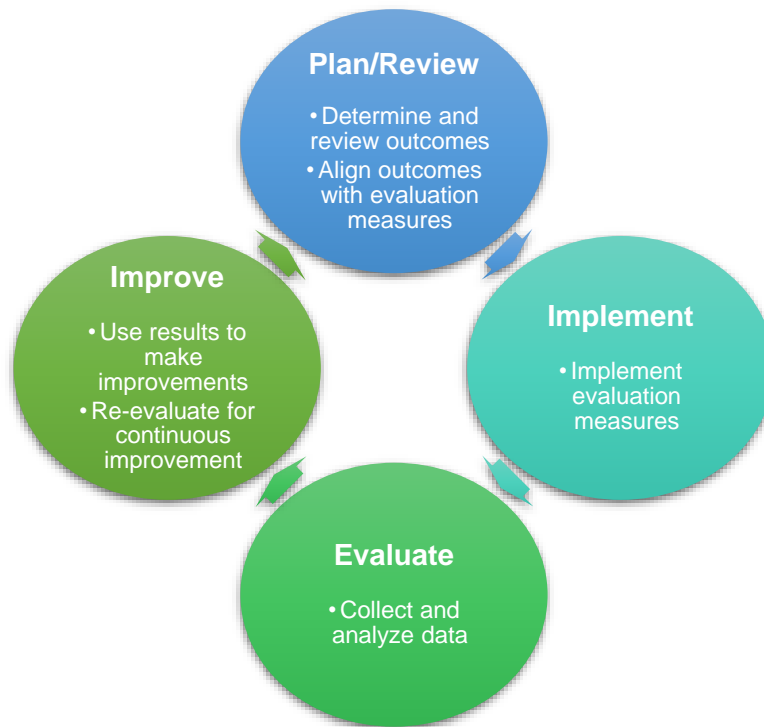 Plan/Review
• Determine and
review outcomes
• Align outcomes
with evaluation
measures
Implement
• Implement
evaluation
measures
Evaluate
• Collect and
analyze data
Improve
• Use results to
make
improvements
• Re-evaluate for
continuous
improvement